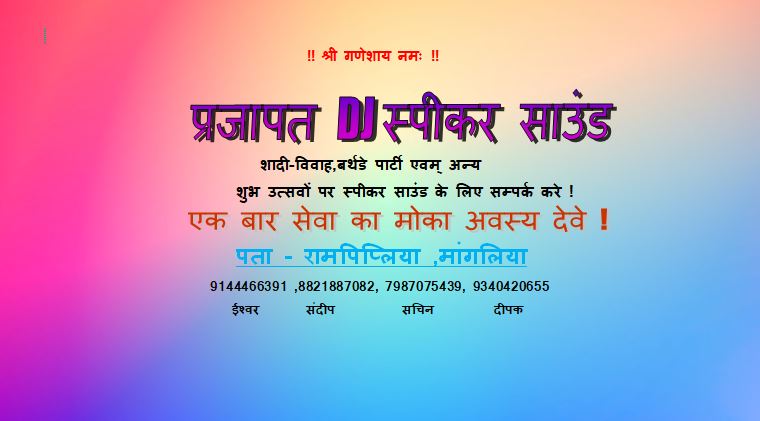 !! श्री गणेशाय नमः !!
प्रजापत DJ स्पीकर साउंड
शादी-विवाह,बर्थडे पार्टी एवम् अन्य
शुभ उत्सवों पर स्पीकर साउंड के लिए सम्पर्क करे !
एक बार सेवा का मोका अवस्य देवे !
पता - रामपिप्लिया ,मांगलिया
9144466391 ,8821887082, 7987075439, 9340420655
ईश्वर संदीप सचिन दीपक